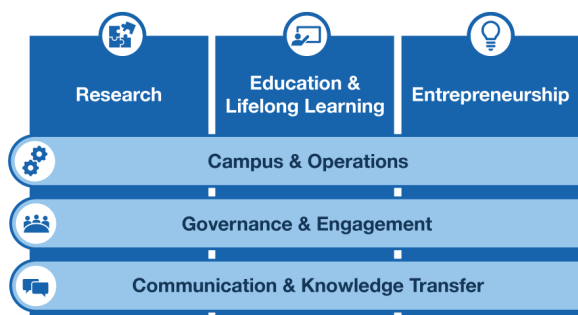 Research
Education &
Lifelong Learning
Entrepreneurship
Campus & Operations
Governance & Engagement
Communication & Knowledge Transfer